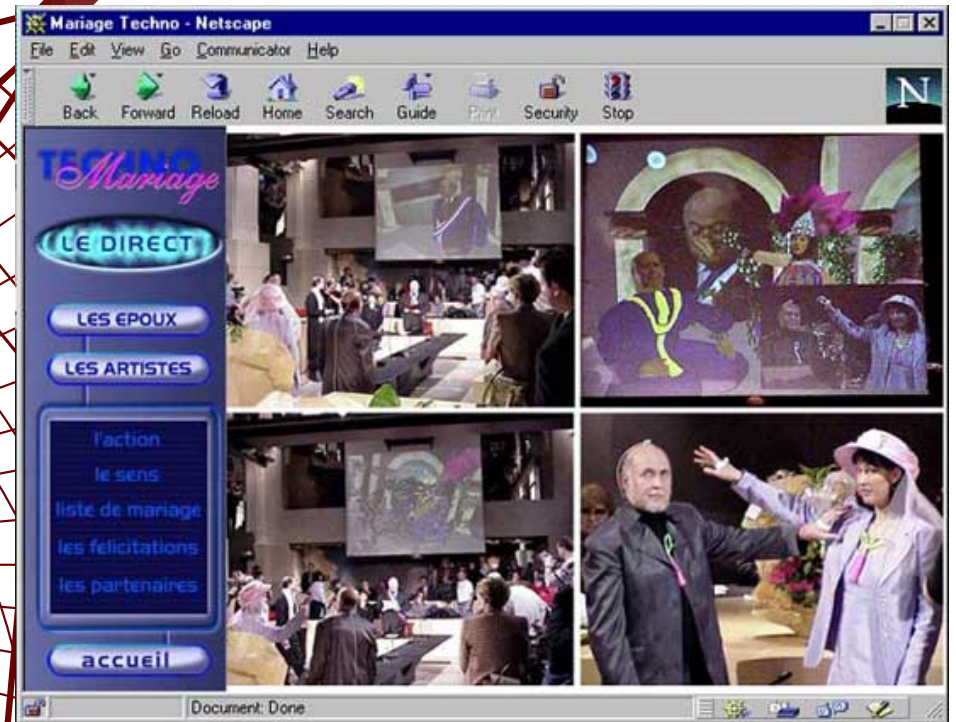 Mariage Techno - Netscape
File Edit View Go Communicator Help
Back Forward Reload Home Search Guide Print Security Stop
N
TECHNO
Mariage
LE DIRECT
LES EPOUX
LES ARTISTES
l'action
le sens
liste de mariage
les felicitations
les partenaires
accueil
Document: Done